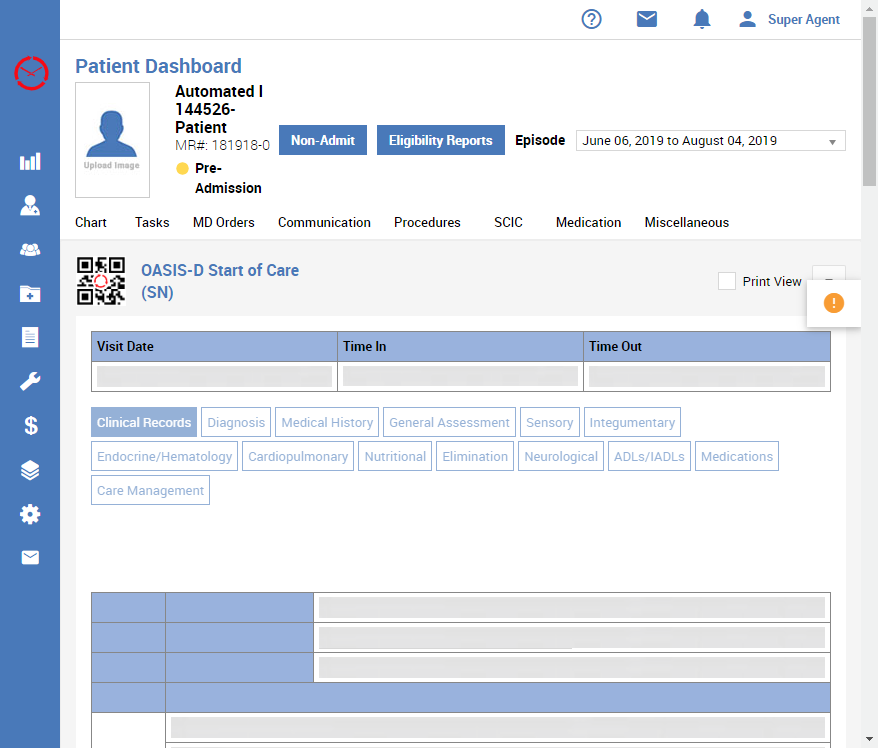 Super Agent
Patient Dashboard
Upload Image
Automated I
144526-
Patient
MR#: 181918-0
Pre-
Admission
Non-Admit
Eligibility Reports
Episode
June 06, 2019 to August 04, 2019
Chart Tasks MD Orders Communication Procedures SCIC Medication Miscellaneous
OASIS-D Start of Care
(SN)
Print View
Visit Date Time In Time Out
Clinical Records Diagnosis Medical History General Assessment Sensory Integumentary
Endocrine/Hematology Cardiopulmonary Nutritional Elimination Neurological ADLs/IADLs Medications
Care Management